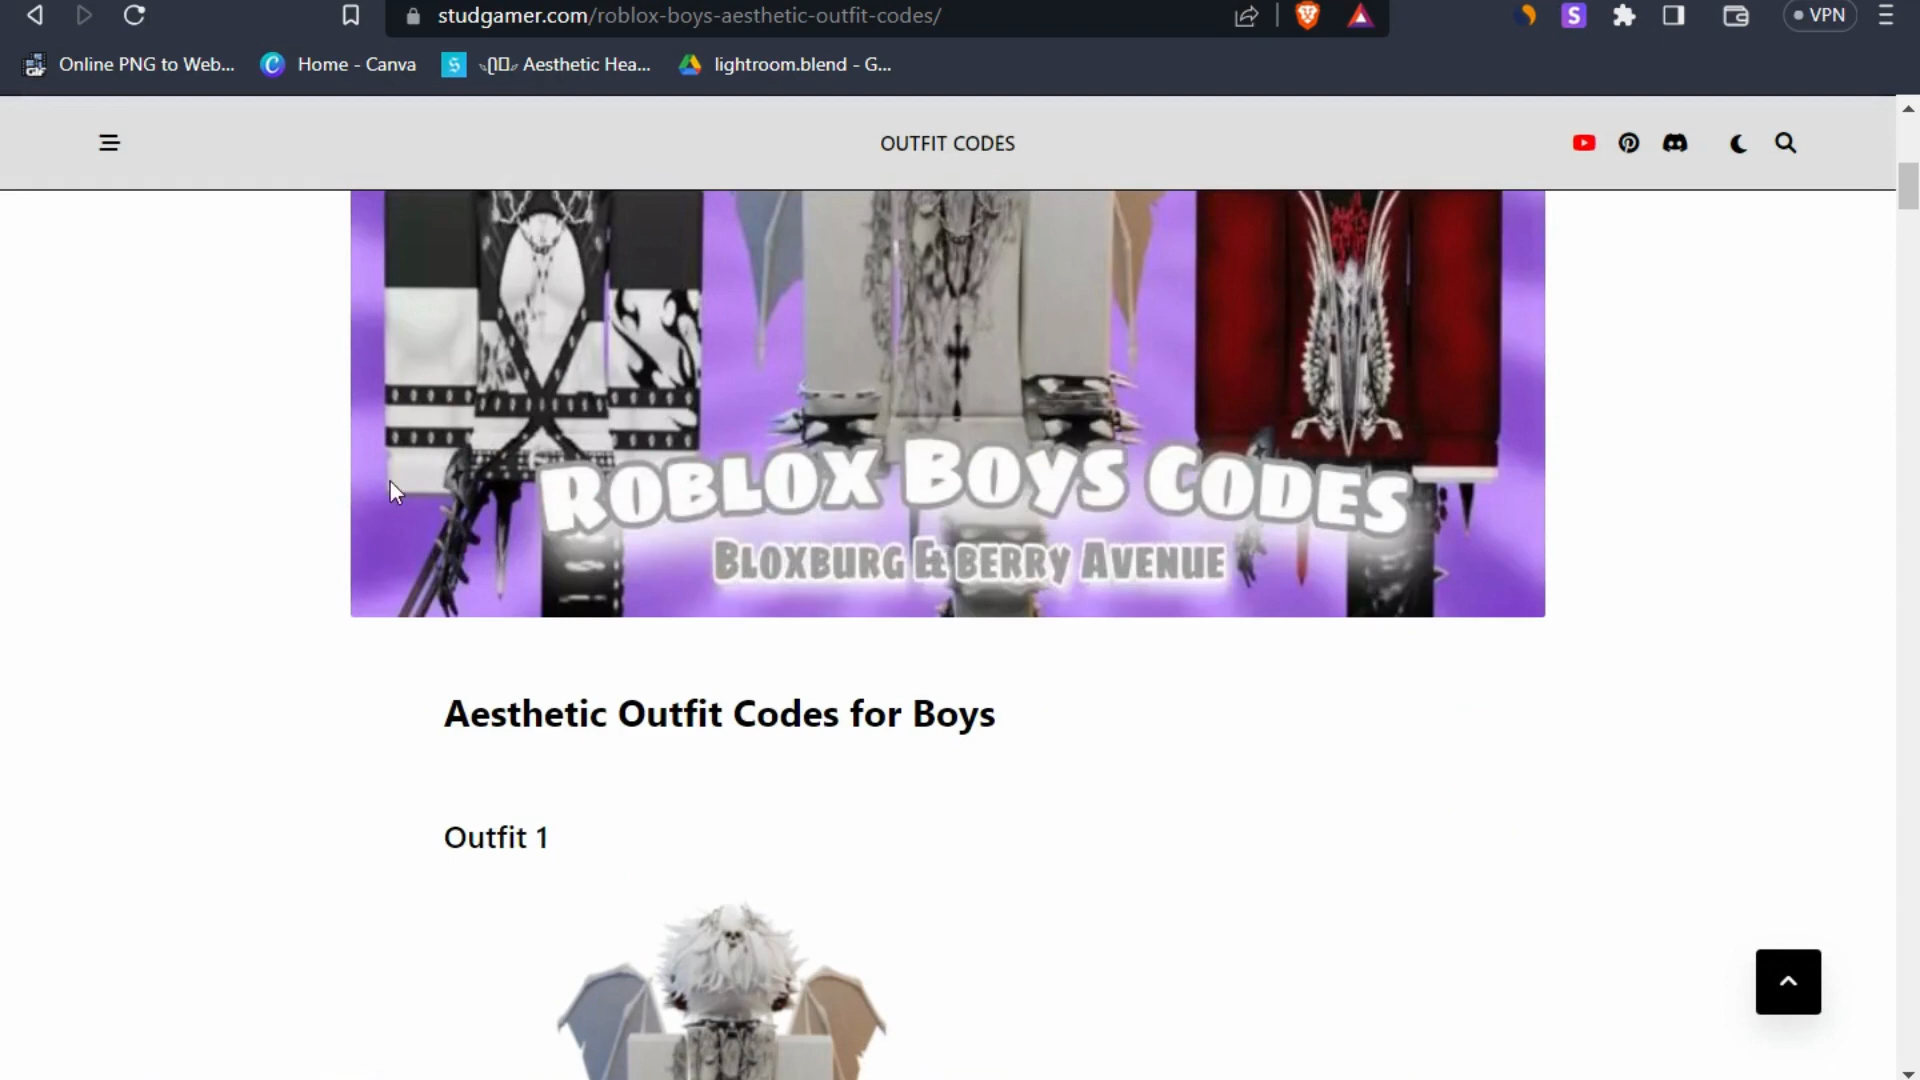 studgamer.com/roblox-boys-aesthetic-outfit-codes/
VPN
Online PNG to Web...
Home - Canva
Aesthetic Hea...
lightroom.blend - G...
OUTFIT CODES
ROBLOX BOYS CODES
BLOXBURG & BERRY AVENUE
Aesthetic Outfit Codes for Boys
Outfit 1